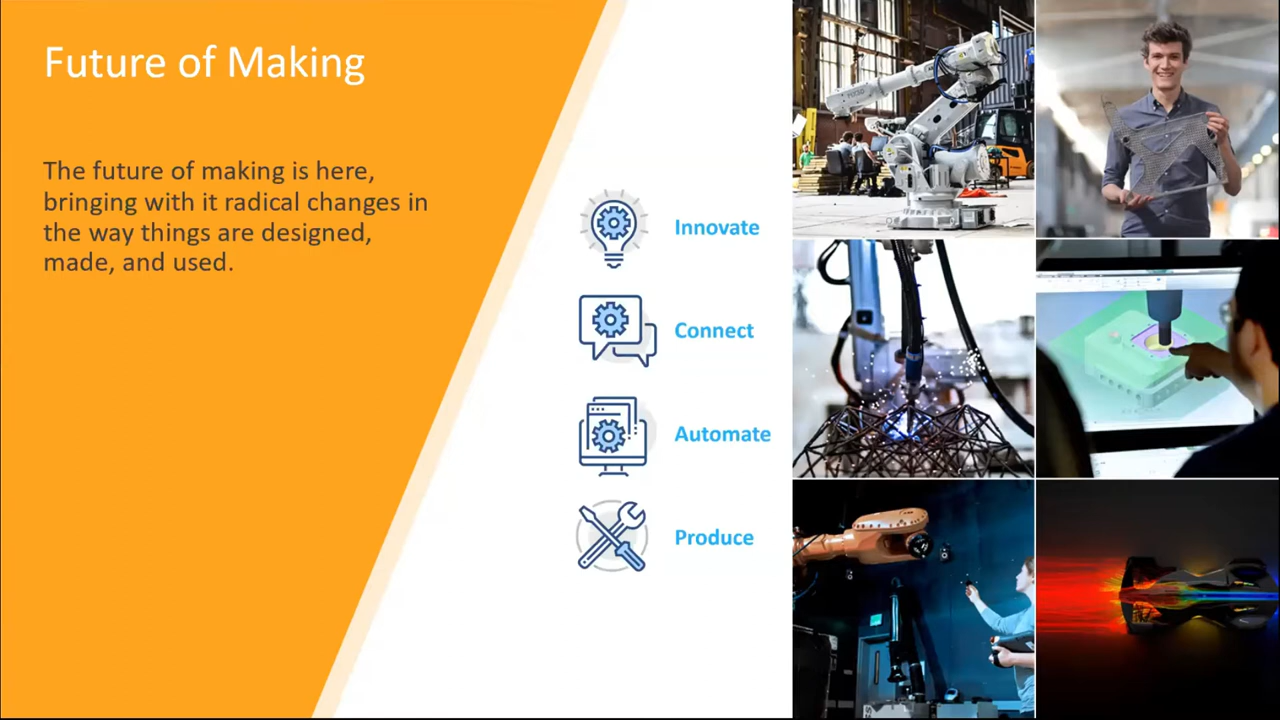 Future of Making
The future of making is here,
bringing with it radical changes in
the way things are designed,
made, and used.
Innovate
Connect
Automate
Produce